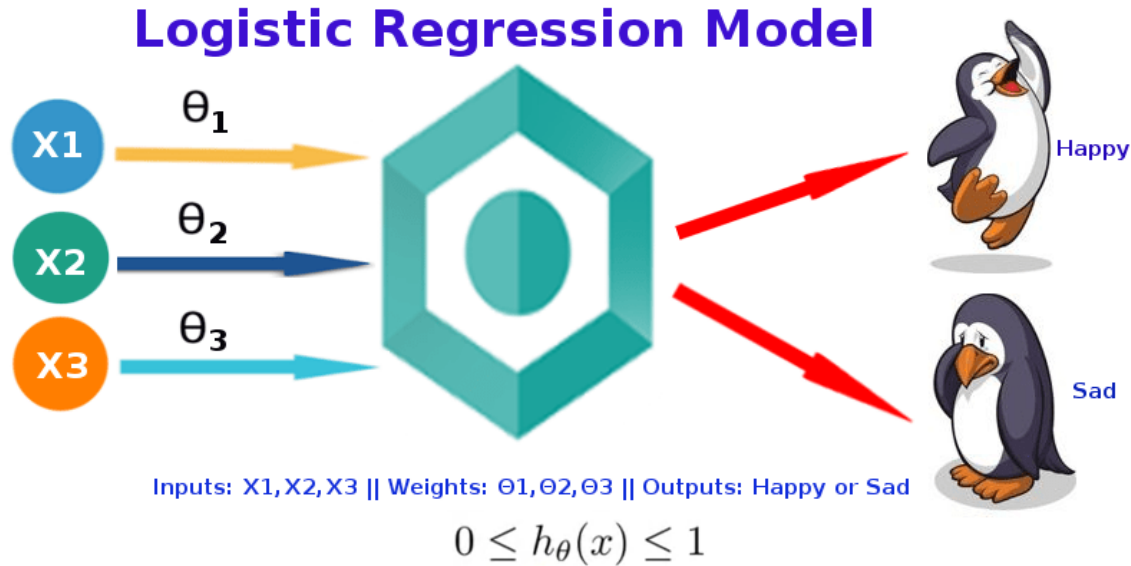 Logistic Regression Model
X1
θ1
X2
θ2
X3
θ3
Happy
Sad
Inputs: X1,X2,X3 || Weights: Θ1,Θ2,Θ3 || Outputs: Happy or Sad
0 ≤ hθ(x) ≤ 1